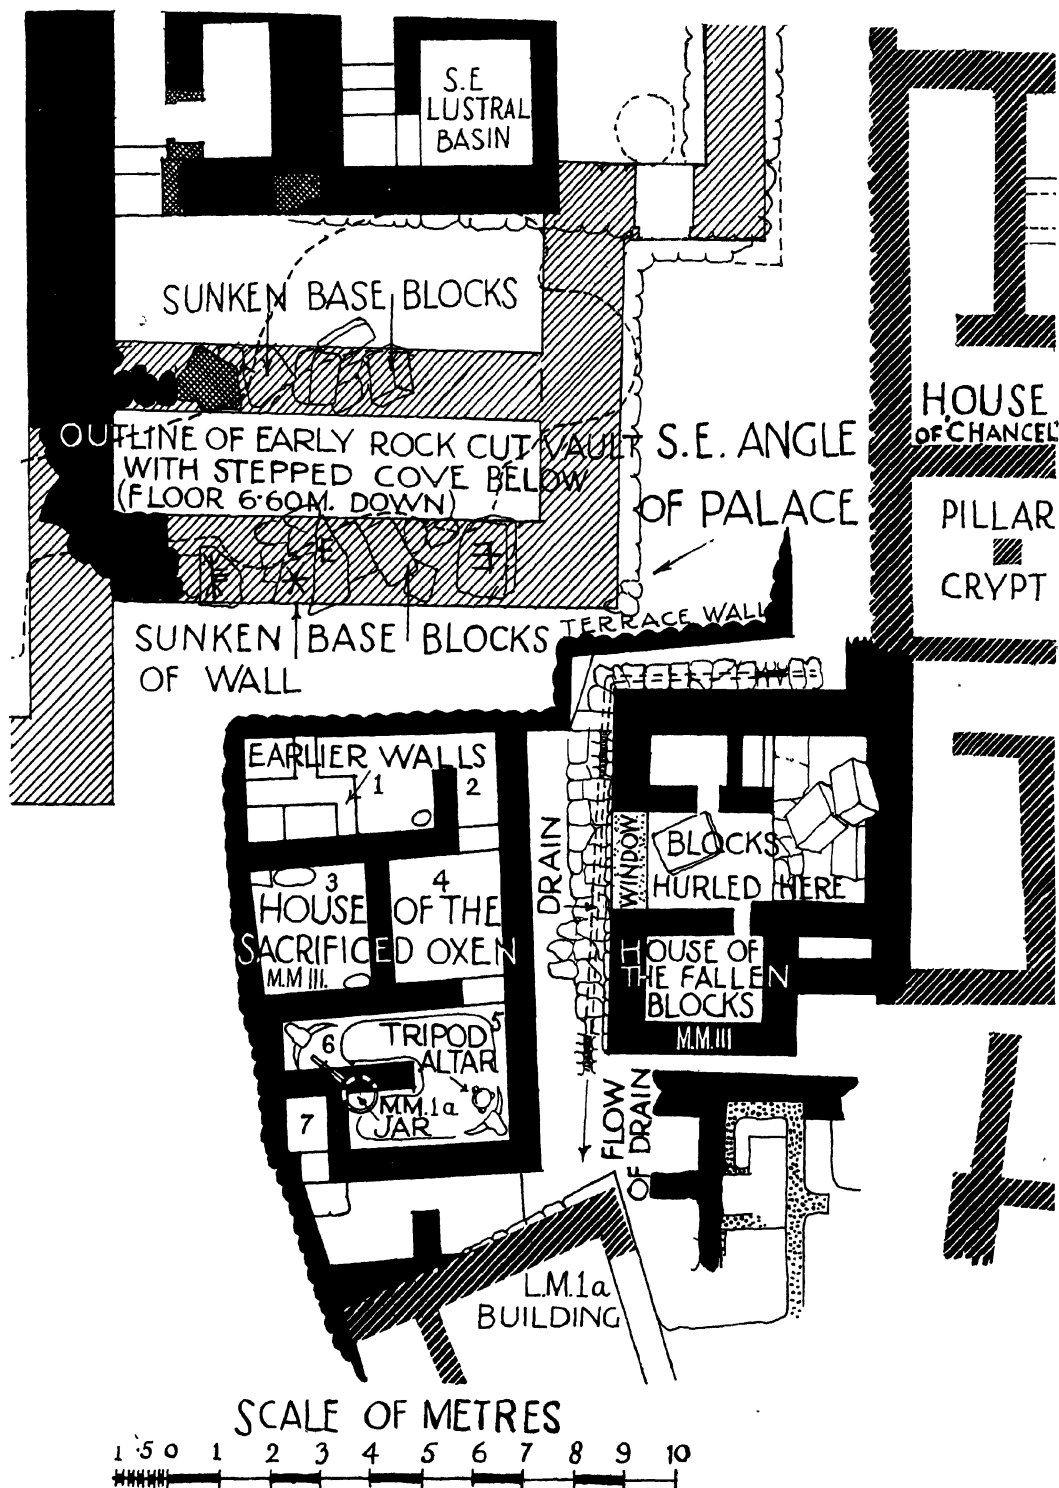 S.E
LUSTRAL
BASIN
SUNKEN BASE BLOCKS
HOUSE
OF CHANCEL
OUTLINE OF EARLY ROCK CUT VAULT
WITH STEPPED COVE BELOW
(FLOOR 6·60M. DOWN)
S.E. ANGLE
OF PALACE
PILLAR
CRYPT
TERRACE WALL
SUNKEN BASE BLOCKS
OF WALL
EARLIER WALLS
1
2
DRAIN
WINDOW
BLOCKS
HURLED HERE
3
4
HOUSE OF THE
SACRIFICED OXEN
M.M III.
HOUSE OF
THE FALLEN
BLOCKS
M.M.III
TRIPOD
ALTAR
5
6
M.M.1a
JAR
7
FLOW
OF DRAIN
L.M.1a
BUILDING
SCALE OF METRES
1 ·5 0 1 2 3 4 5 6 7 8 9 10